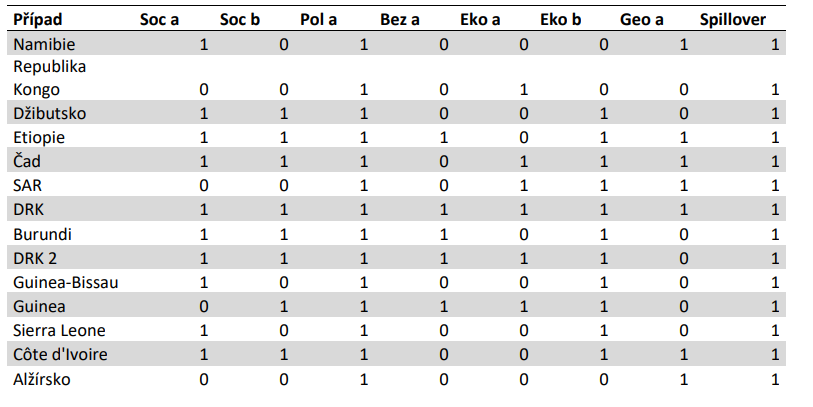 Případ Soc a Soc b Pol a Bez a Eko a Eko b Geo a Spillover
Namibie 1 0 1 0 0 0 1 1
Republika
Kongo 0 0 1 0 1 0 0 1
Džibutsko 1 1 1 0 0 1 0 1
Etiopie 1 1 1 1 0 1 1 1
Čad 1 1 1 0 1 1 1 1
SAR 0 0 1 0 1 1 1 1
DRK 1 1 1 1 1 1 1 1
Burundi 1 1 1 1 0 1 0 1
DRK 2 1 1 1 1 1 1 0 1
Guinea-Bissau 1 0 1 0 0 1 0 1
Guinea 0 1 1 1 1 1 0 1
Sierra Leone 1 0 1 0 0 1 0 1
Côte d'Ivoire 1 1 1 0 0 1 1 1
Alžírsko 0 0 1 0 0 0 1 1